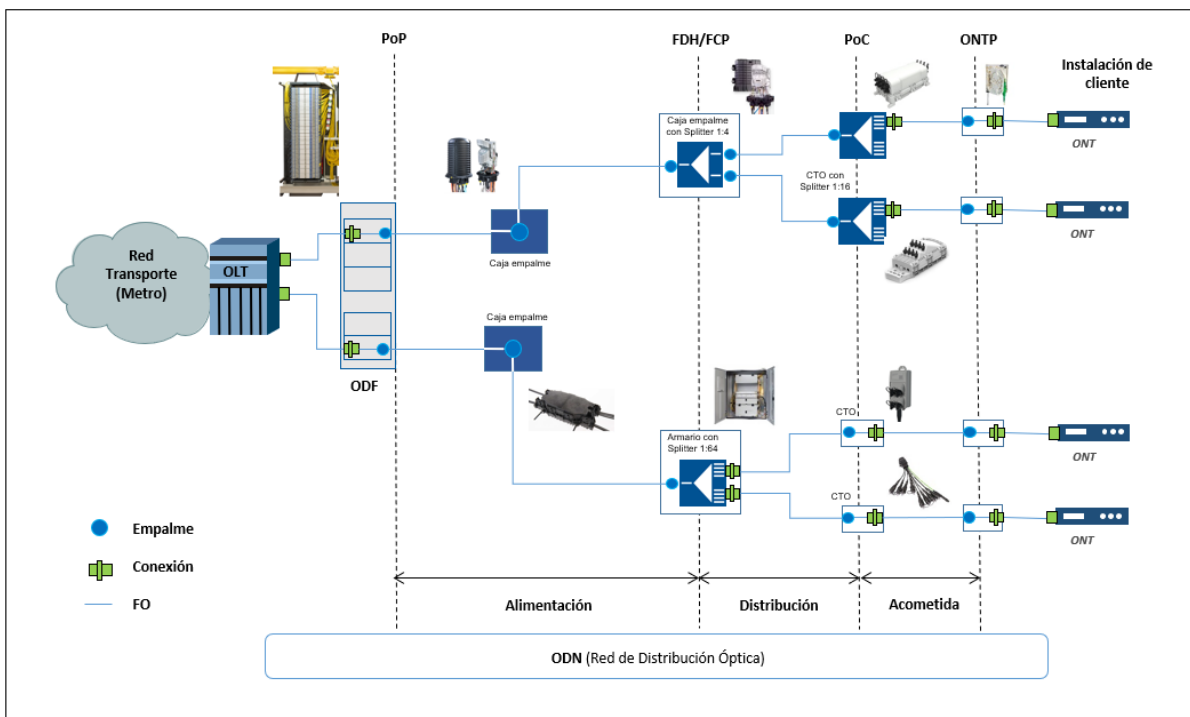 PoP
FDH/FCP
PoC
ONTP
Instalación de
cliente
Caja empalme
con Splitter 1:4
ONT
CTO con
Splitter 1:16
Red
Transporte
(Metro)
OLT
Caja empalme
ONT
Caja empalme
ODF
CTO
Armario con
Splitter 1:64
ONT
CTO
ONT
Empalme
Conexión
FO
Alimentación
Distribución
Acometida
ODN (Red de Distribución Óptica)